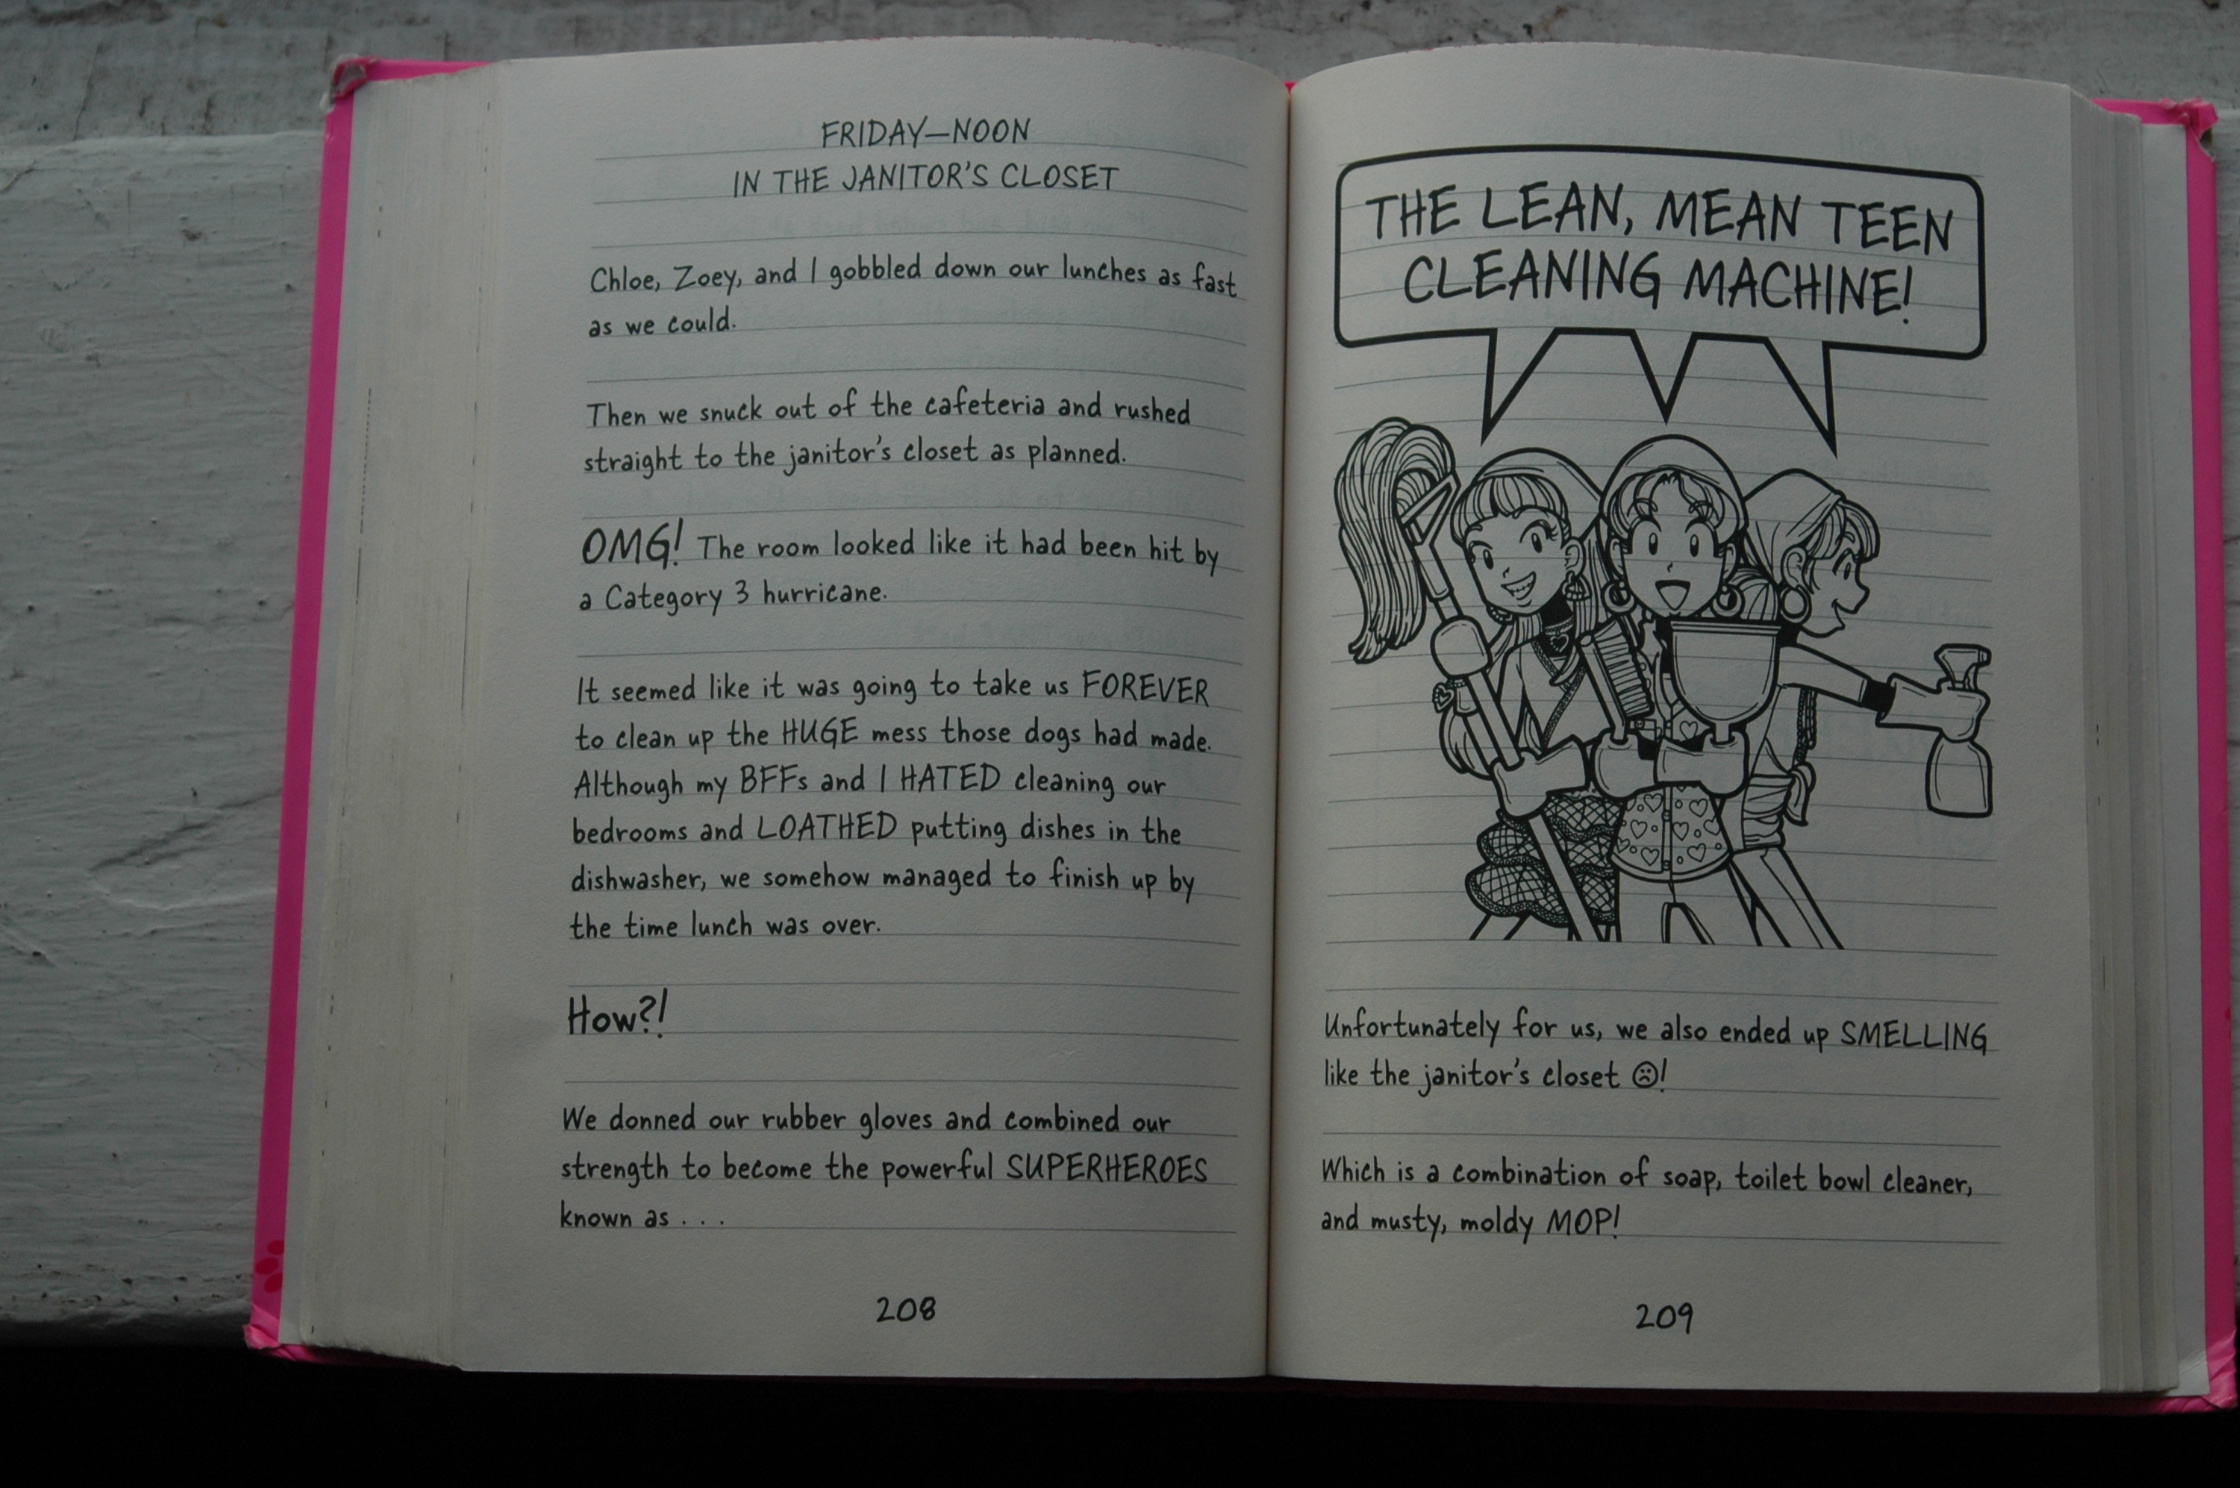 FRIDAY—NOON
IN THE JANITOR'S CLOSET
Chloe, Zoey, and I gobbled down our lunches as fast
as we could.
Then we snuck out of the cafeteria and rushed
straight to the janitor's closet as planned.
OMG! The room looked like it had been hit by
a Category 3 hurricane.
It seemed like it was going to take us FOREVER
to clean up the HUGE mess those dogs had made.
Although my BFFs and I HATED cleaning our
bedrooms and LOATHED putting dishes in the
dishwasher, we somehow managed to finish up by
the time lunch was over.
How?!
We donned our rubber gloves and combined our
strength to become the powerful SUPERHEROES
known as . . .
208
THE LEAN, MEAN TEEN
CLEANING MACHINE!
Unfortunately for us, we also ended up SMELLING
like the janitor's closet ☹!
Which is a combination of soap, toilet bowl cleaner,
and musty, moldy MOP!
209